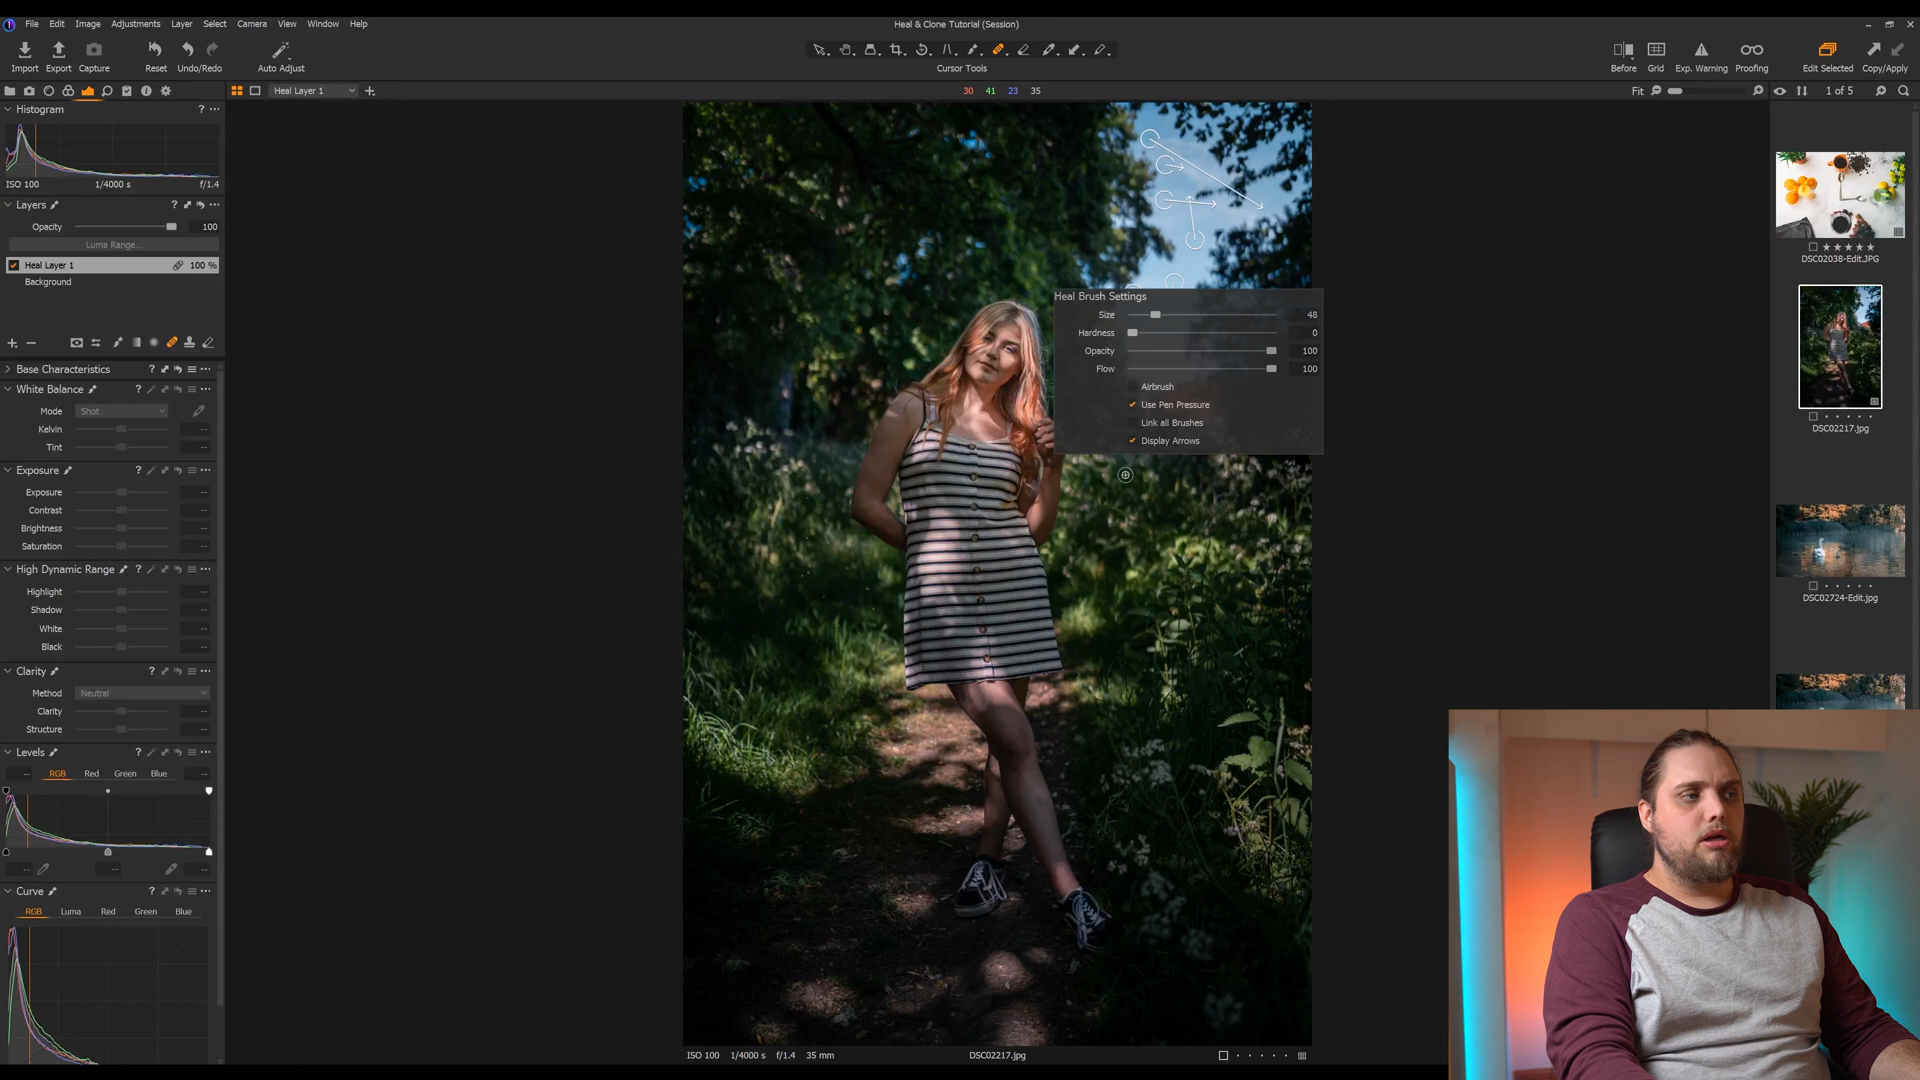 File Edit Image Adjustments Layer Select Camera View Window Help
Heal & Clone Tutorial (Session)
Import Export Capture Reset Undo/Redo Auto Adjust
Cursor Tools
Before Grid Exp. Warning Proofing Edit Selected Copy/Apply
Heal Layer 1
30 41 23 35
Fit
1 of 5
Histogram ? ...
ISO 100 1/4000 s f/1.4
Layers ? ...
Opacity 100
Luma Range...
Heal Layer 1 100 %
Background
Base Characteristics ? ...
White Balance ? ...
Mode Shot
Kelvin --
Tint --
Exposure ? ...
Exposure --
Contrast --
Brightness --
Saturation --
High Dynamic Range ? ...
Highlight --
Shadow --
White --
Black --
Clarity ? ...
Method Neutral
Clarity --
Structure --
Levels ? ...
-- RGB Red Green Blue --
-- -- --
Curve ? ...
RGB Luma Red Green Blue
Heal Brush Settings
Size 48
Hardness 0
Opacity 100
Flow 100
Airbrush
Use Pen Pressure
Link all Brushes
Display Arrows
ISO 100 1/4000 s f/1.4 35 mm
DSC02217.jpg
DSC02038-Edit.JPG
DSC02217.jpg
DSC02724-Edit.jpg